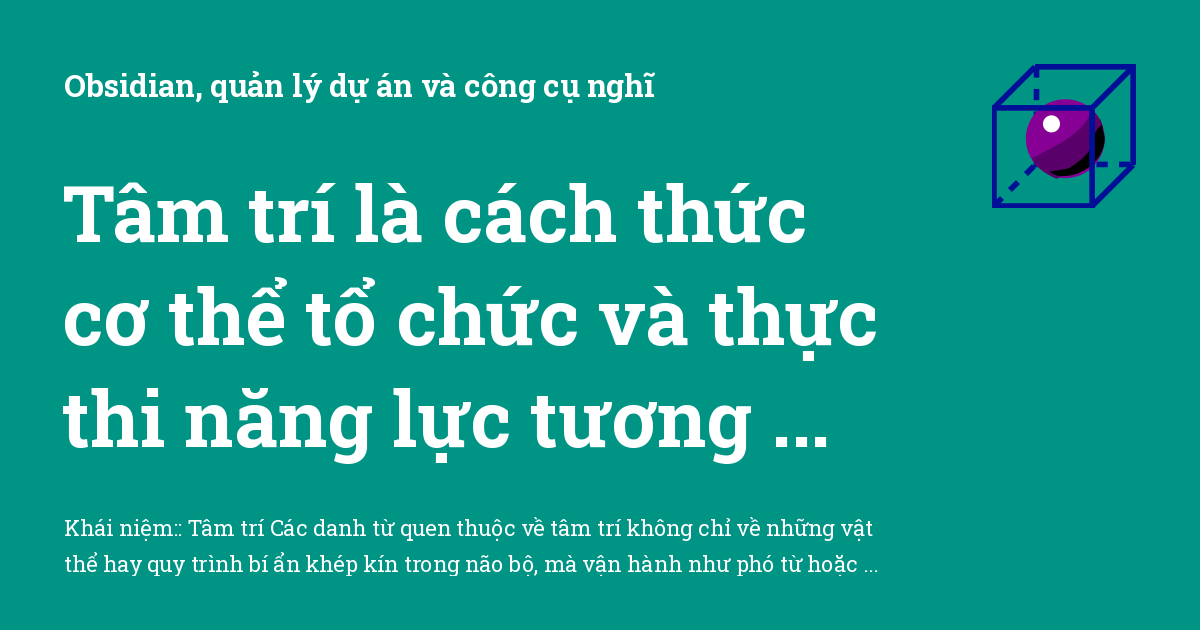 Obsidian, quản lý dự án và công cụ nghĩ
Tâm trí là cách thức
cơ thể tổ chức và thực
thi năng lực tương ...
Khái niệm:: Tâm trí Các danh từ quen thuộc về tâm trí không chỉ về những vật
thể hay quy trình bí ẩn khép kín trong não bộ, mà vận hành như phó từ hoặc ...